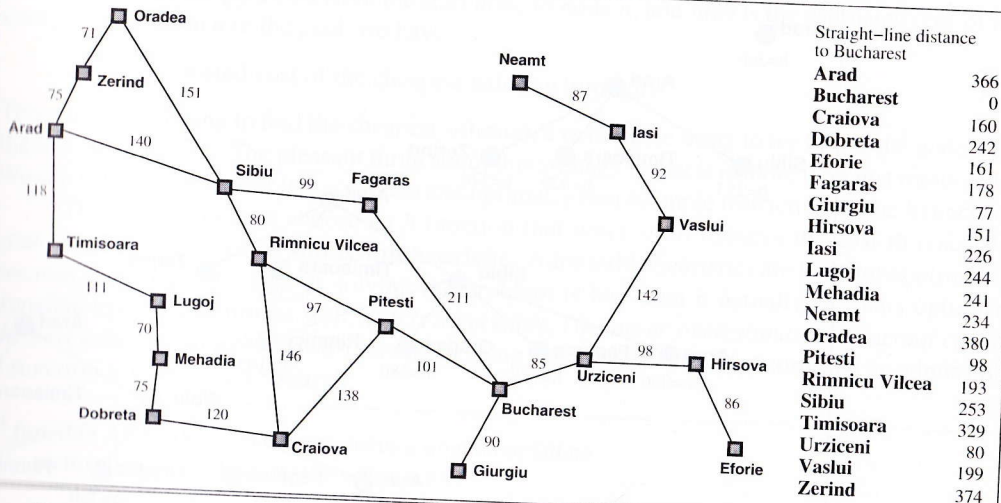 Oradea
71
Neamt
Zerind
87
75
151
Iasi
Arad
140
92
Sibiu
99
Fagaras
118
80
Vaslui
Timisoara
Rimnicu Vilcea
111
Lugoj
97
Pitesti
211
142
70
98
Mehadia
146
101
85
Hirsova
Urziceni
75
138
86
Bucharest
Dobreta
120
90
Craiova
Giurgiu
Eforie
Straight–line distance
to Bucharest
Arad 366
Bucharest 0
Craiova 160
Dobreta 242
Eforie 161
Fagaras 178
Giurgiu 77
Hirsova 151
Iasi 226
Lugoj 244
Mehadia 241
Neamt 234
Oradea 380
Pitesti 98
Rimnicu Vilcea 193
Sibiu 253
Timisoara 329
Urziceni 80
Vaslui 199
Zerind 374